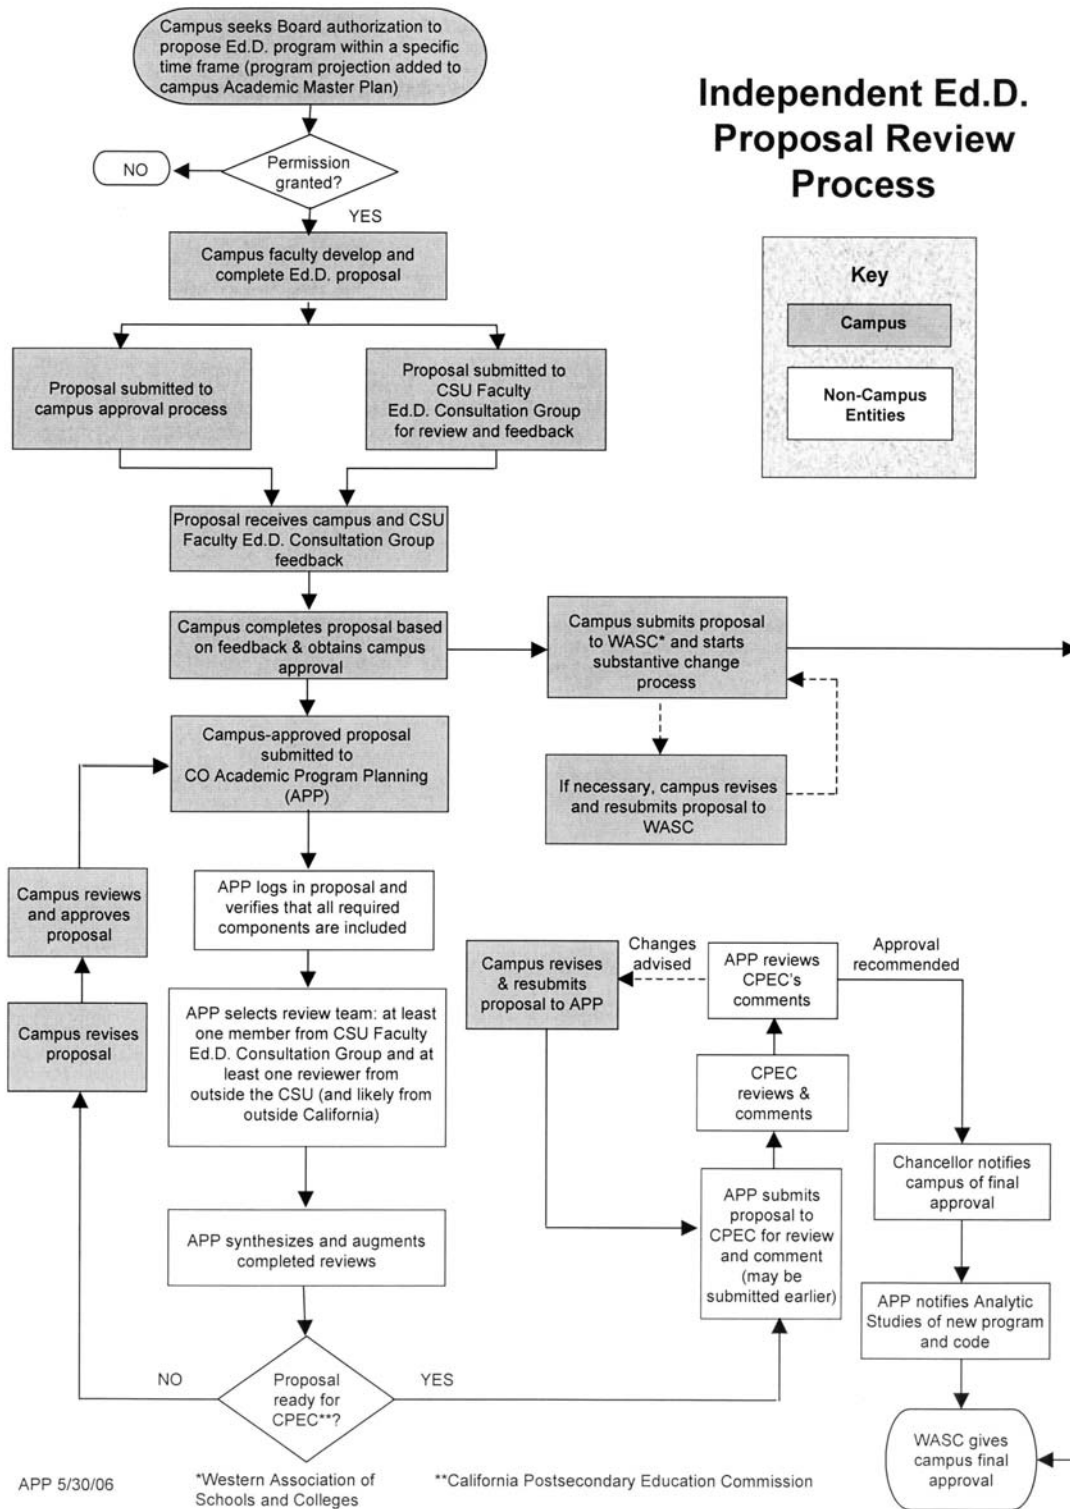 Campus seeks Board authorization to
propose Ed.D. program within a specific
time frame (program projection added to
campus Academic Master Plan)
Independent Ed.D.
Proposal Review
Process
NO
Permission
granted?
YES
Key
Campus
Non-Campus
Entities
Campus faculty develop and
complete Ed.D. proposal
Proposal submitted to
campus approval process
Proposal submitted to
CSU Faculty
Ed.D. Consultation Group
for review and feedback
Proposal receives campus and CSU
Faculty Ed.D. Consultation Group
feedback
Campus completes proposal based
on feedback & obtains campus
approval
Campus submits proposal
to WASC* and starts
substantive change
process
If necessary, campus revises
and resubmits proposal to
WASC
Campus-approved proposal
submitted to
CO Academic Program Planning
(APP)
Campus reviews
and approves
proposal
Campus revises
proposal
APP logs in proposal and
verifies that all required
components are included
APP selects review team: at least
one member from CSU Faculty
Ed.D. Consultation Group and at
least one reviewer from
outside the CSU (and likely from
outside California)
APP synthesizes and augments
completed reviews
NO
Proposal
ready for
CPEC**?
YES
Campus revises
& resubmits
proposal to APP
Changes
advised
APP reviews
CPEC's
comments
Approval
recommended
CPEC
reviews &
comments
APP submits
proposal to
CPEC for review
and comment
(may be
submitted earlier)
Chancellor notifies
campus of final
approval
APP notifies Analytic
Studies of new program
and code
WASC gives
campus final
approval
APP 5/30/06
*Western Association of
Schools and Colleges
**California Postsecondary Education Commission